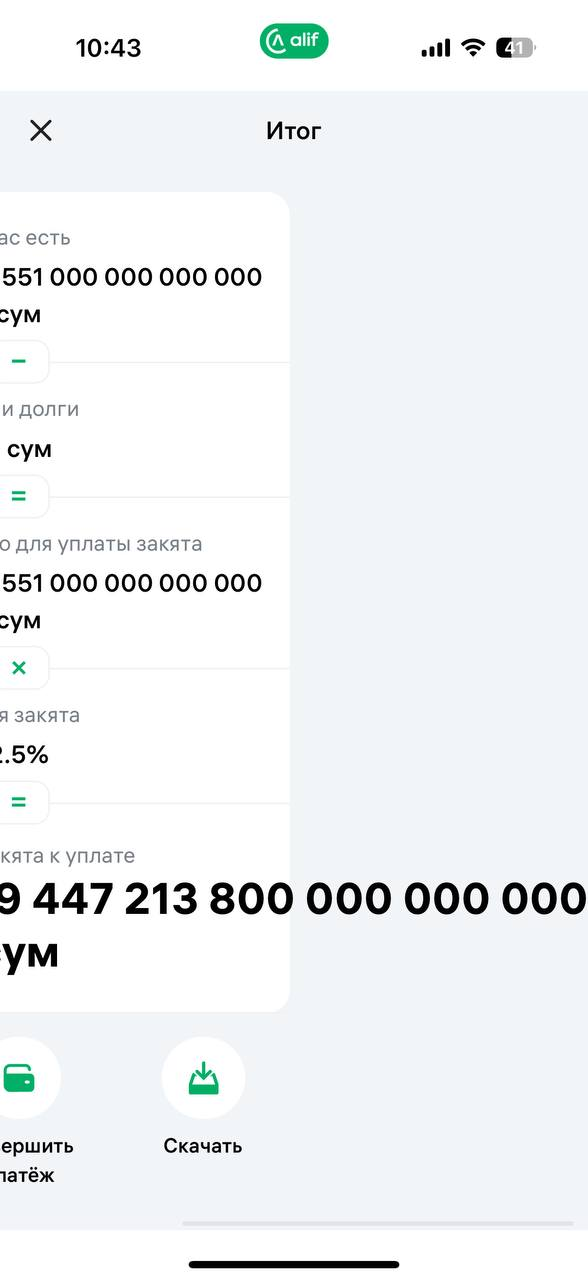 10:43
alif
41
Итог
ас есть
551 000 000 000 000
сум
−
и долги
сум
=
о для уплаты закята
551 000 000 000 000
сум
×
я закята
2.5%
=
кята к уплате
9 447 213 800 000 000 000
сум
ершить
латёж
Скачать